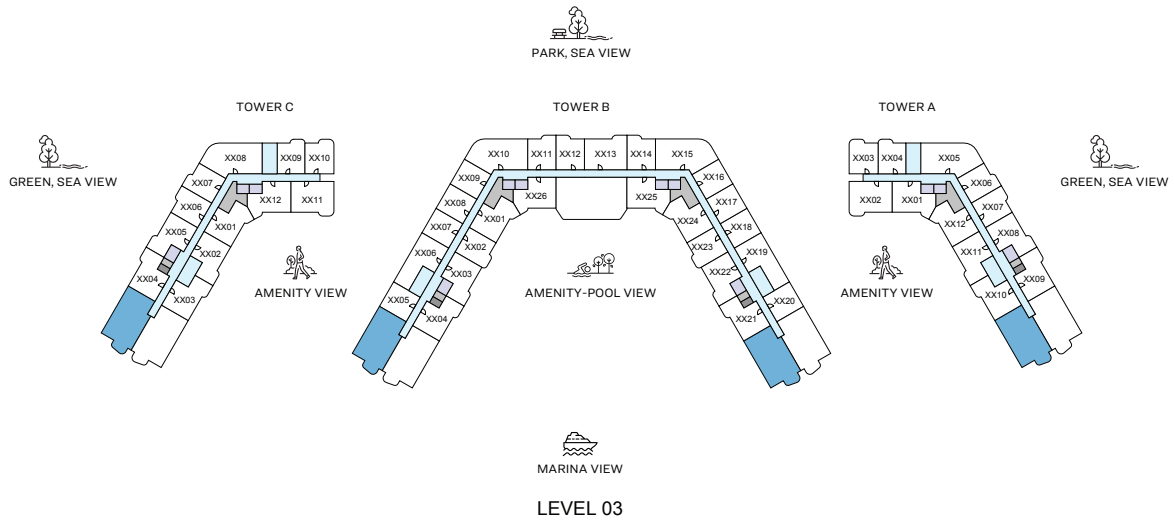 PARK, SEA VIEW
TOWER C
TOWER B
TOWER A
GREEN, SEA VIEW
GREEN, SEA VIEW
XX08
XX09
XX10
XX07
XX06
XX05
XX04
XX12
XX11
XX01
XX02
XX03
XX10
XX11
XX12
XX13
XX14
XX15
XX09
XX08
XX07
XX06
XX05
XX26
XX25
XX01
XX02
XX03
XX04
XX16
XX17
XX18
XX19
XX20
XX24
XX23
XX22
XX21
XX03
XX04
XX05
XX02
XX01
XX06
XX07
XX08
XX09
XX12
XX11
XX10
AMENITY VIEW
AMENITY-POOL VIEW
AMENITY VIEW
MARINA VIEW
LEVEL 03